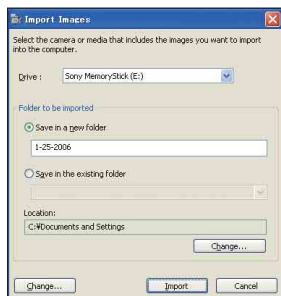 Import Images
Select the camera or media that includes the images you want to import
into the computer.
Drive :
Sony MemoryStick (E:)
Folder to be imported
Save in a new folder
1-25-2006
Save in the existing folder
Location:
C:¥Documents and Settings
Change...
Change...
Import
Cancel